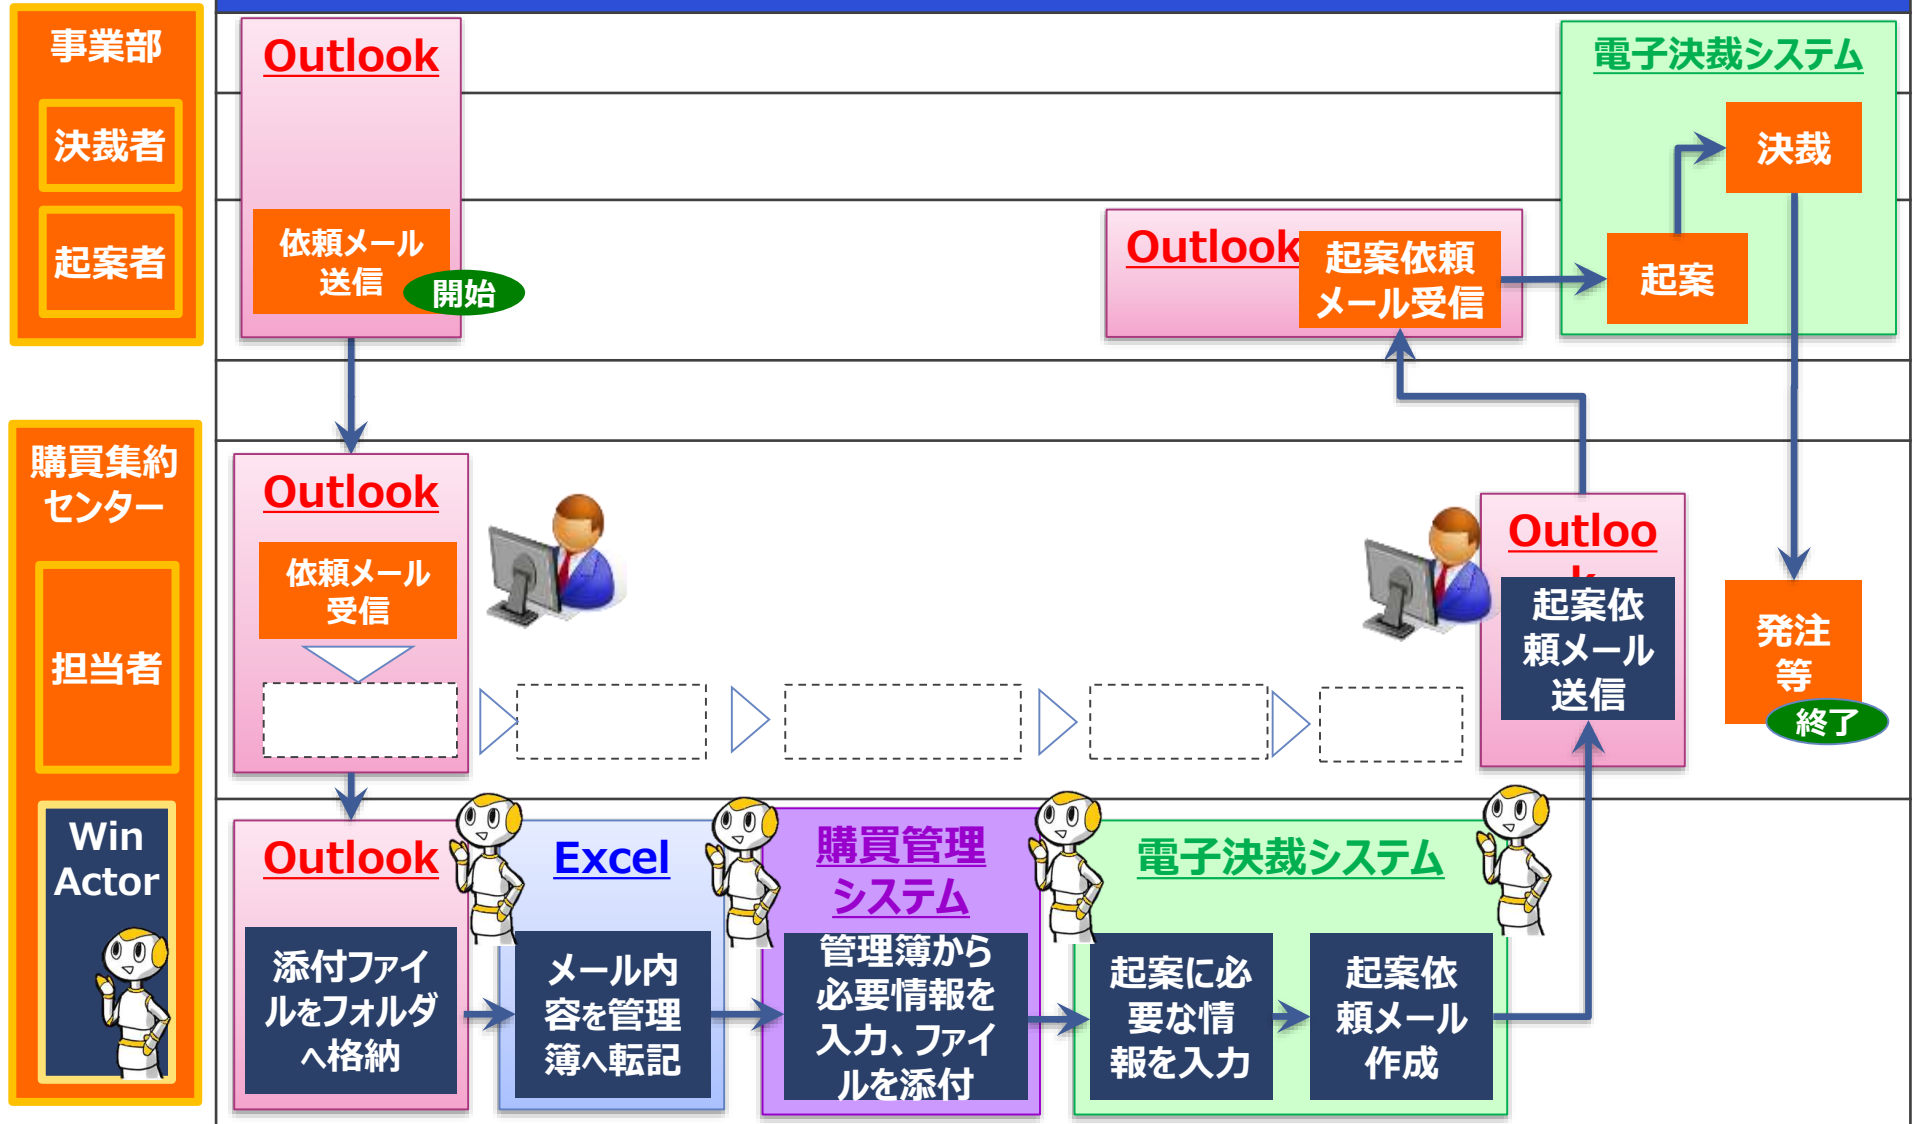 事業部
決裁者
起案者
Outlook
依頼メール
送信
開始
Outlook
起案依頼
メール受信
電子決裁システム
決裁
起案
購買集約
センター
担当者
Win
Actor
Outlook
依頼メール
受信
Outloo
k
起案依
頼メール
送信
発注
等
終了
Outlook
添付ファイ
ルをフォルダ
へ格納
Excel
メール内
容を管理
簿へ転記
購買管理
システム
管理簿から
必要情報を
入力、ファイ
ルを添付
電子決裁システム
起案に必
要な情
報を入力
起案依
頼メール
作成